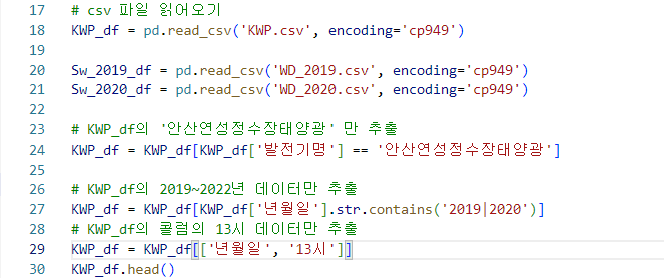 17 # csv 파일 읽어오기
18 KWP_df = pd.read_csv('KWP.csv', encoding='cp949')
19
20 Sw_2019_df = pd.read_csv('WD_2019.csv', encoding='cp949')
21 Sw_2020_df = pd.read_csv('WD_2020.csv', encoding='cp949')
22
23 # KWP_df의 '안산연성정수장태양광' 만 추출
24 KWP_df = KWP_df[KWP_df['발전기명'] == '안산연성정수장태양광']
25
26 # KWP_df의 2019~2022년 데이터만 추출
27 KWP_df = KWP_df[KWP_df['년월일'].str.contains('2019|2020')]
28 # KWP_df의 콜럼의 13시 데이터만 추출
29 KWP_df = KWP_df[['년월일', '13시']]
30 KWP_df.head()